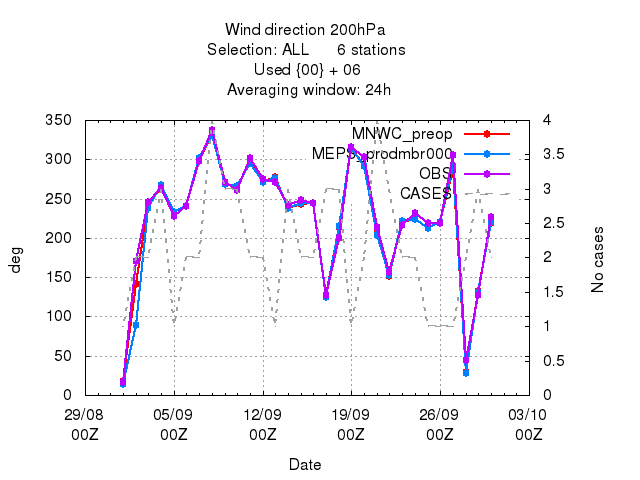 Wind direction 200hPa
Selection: ALL 6 stations
Used {00} + 06
Averaging window: 24h
MNWC_preop
MEPS_prodmbr000
OBS
CASES
deg
350
300
250
200
150
100
50
0
No cases
4
3.5
3
2.5
2
1.5
1
0.5
0
29/08 05/09 12/09 19/09 26/09 03/10
00Z 00Z 00Z 00Z 00Z 00Z
Date